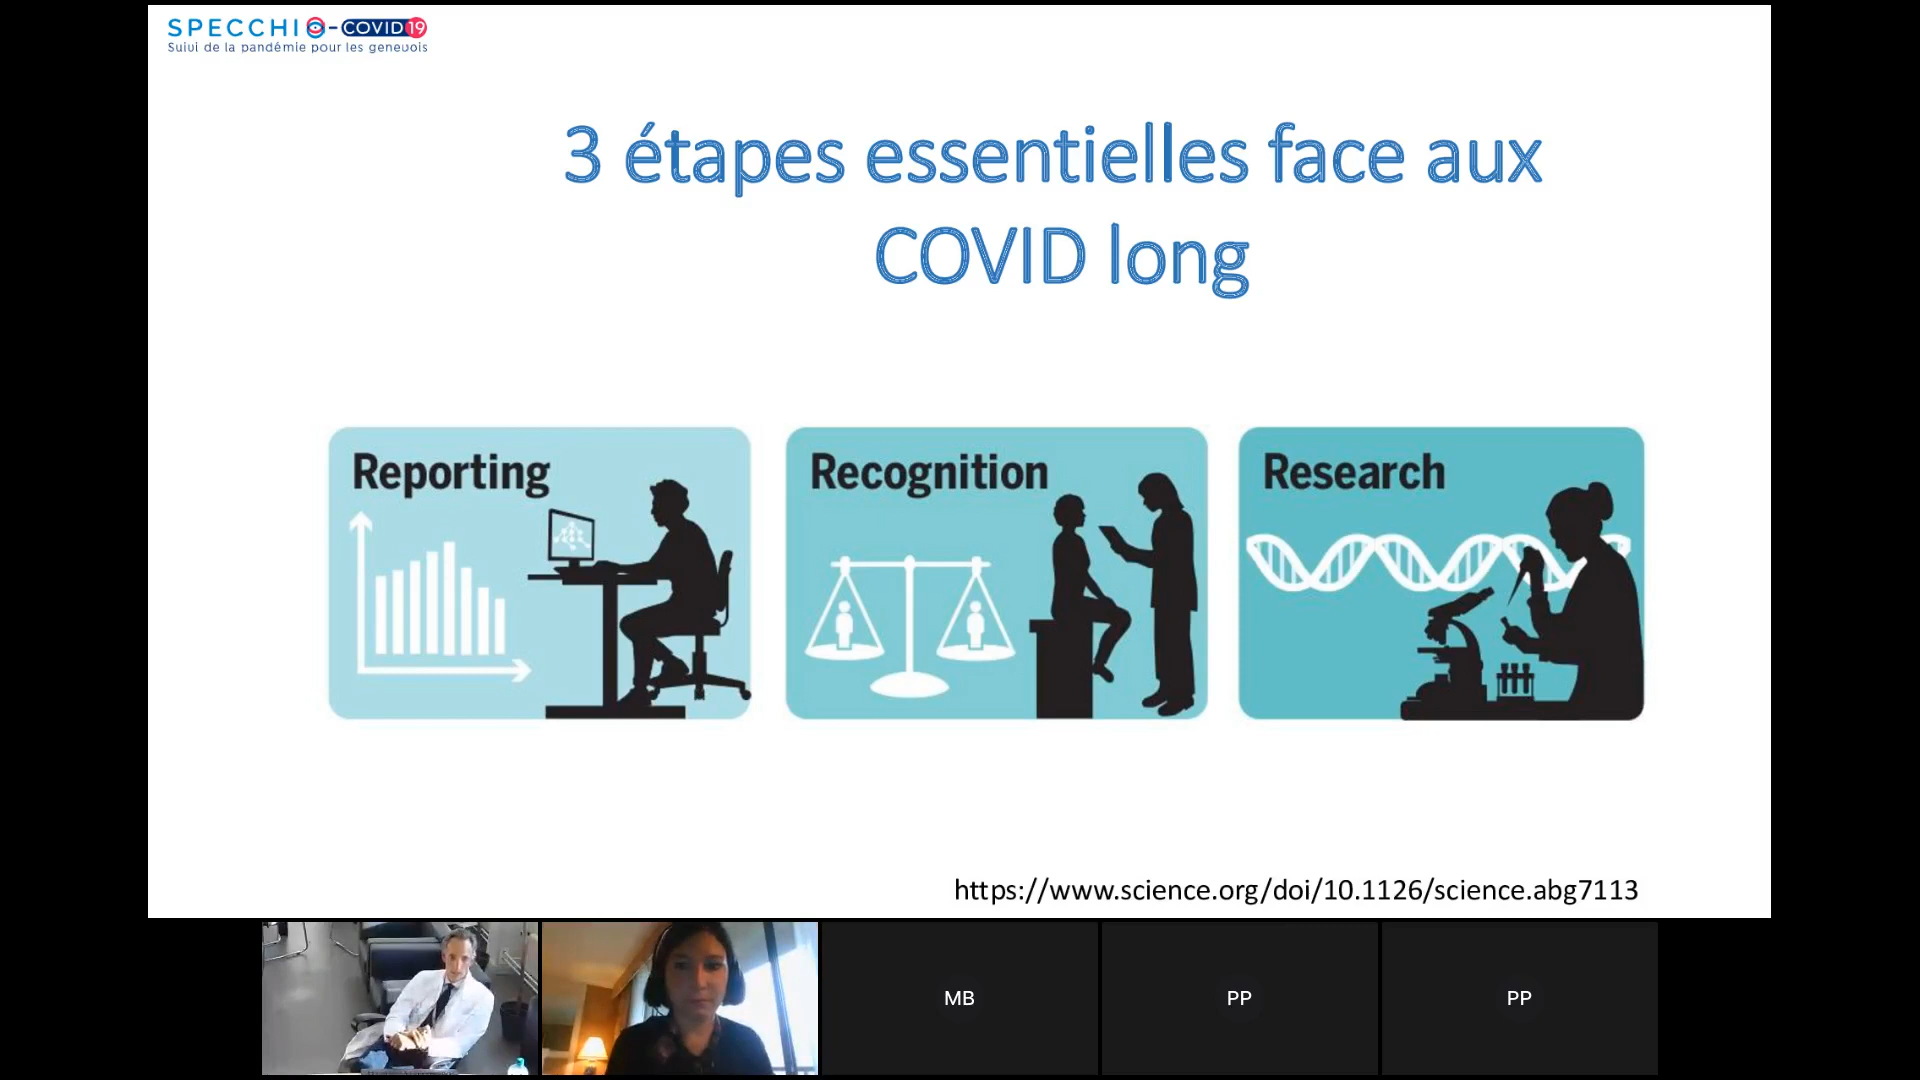 SPECCHIO-COVID19
Suivi de la pandémie pour les genevois
3 étapes essentielles face aux
COVID long
Reporting
Recognition
Research
https://www.science.org/doi/10.1126/science.abg7113
MB
PP
PP